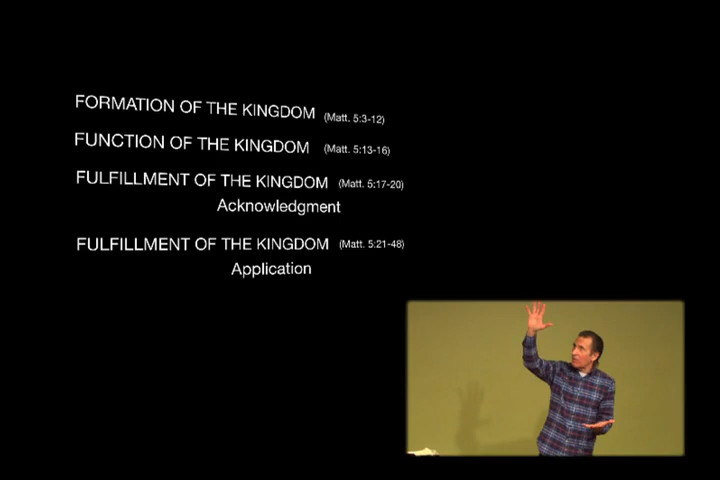 FORMATION OF THE KINGDOM (Matt. 5:3-12)
FUNCTION OF THE KINGDOM (Matt. 5:13-16)
FULFILLMENT OF THE KINGDOM (Matt. 5:17-20)
Acknowledgment
FULFILLMENT OF THE KINGDOM (Matt. 5:21-48)
Application